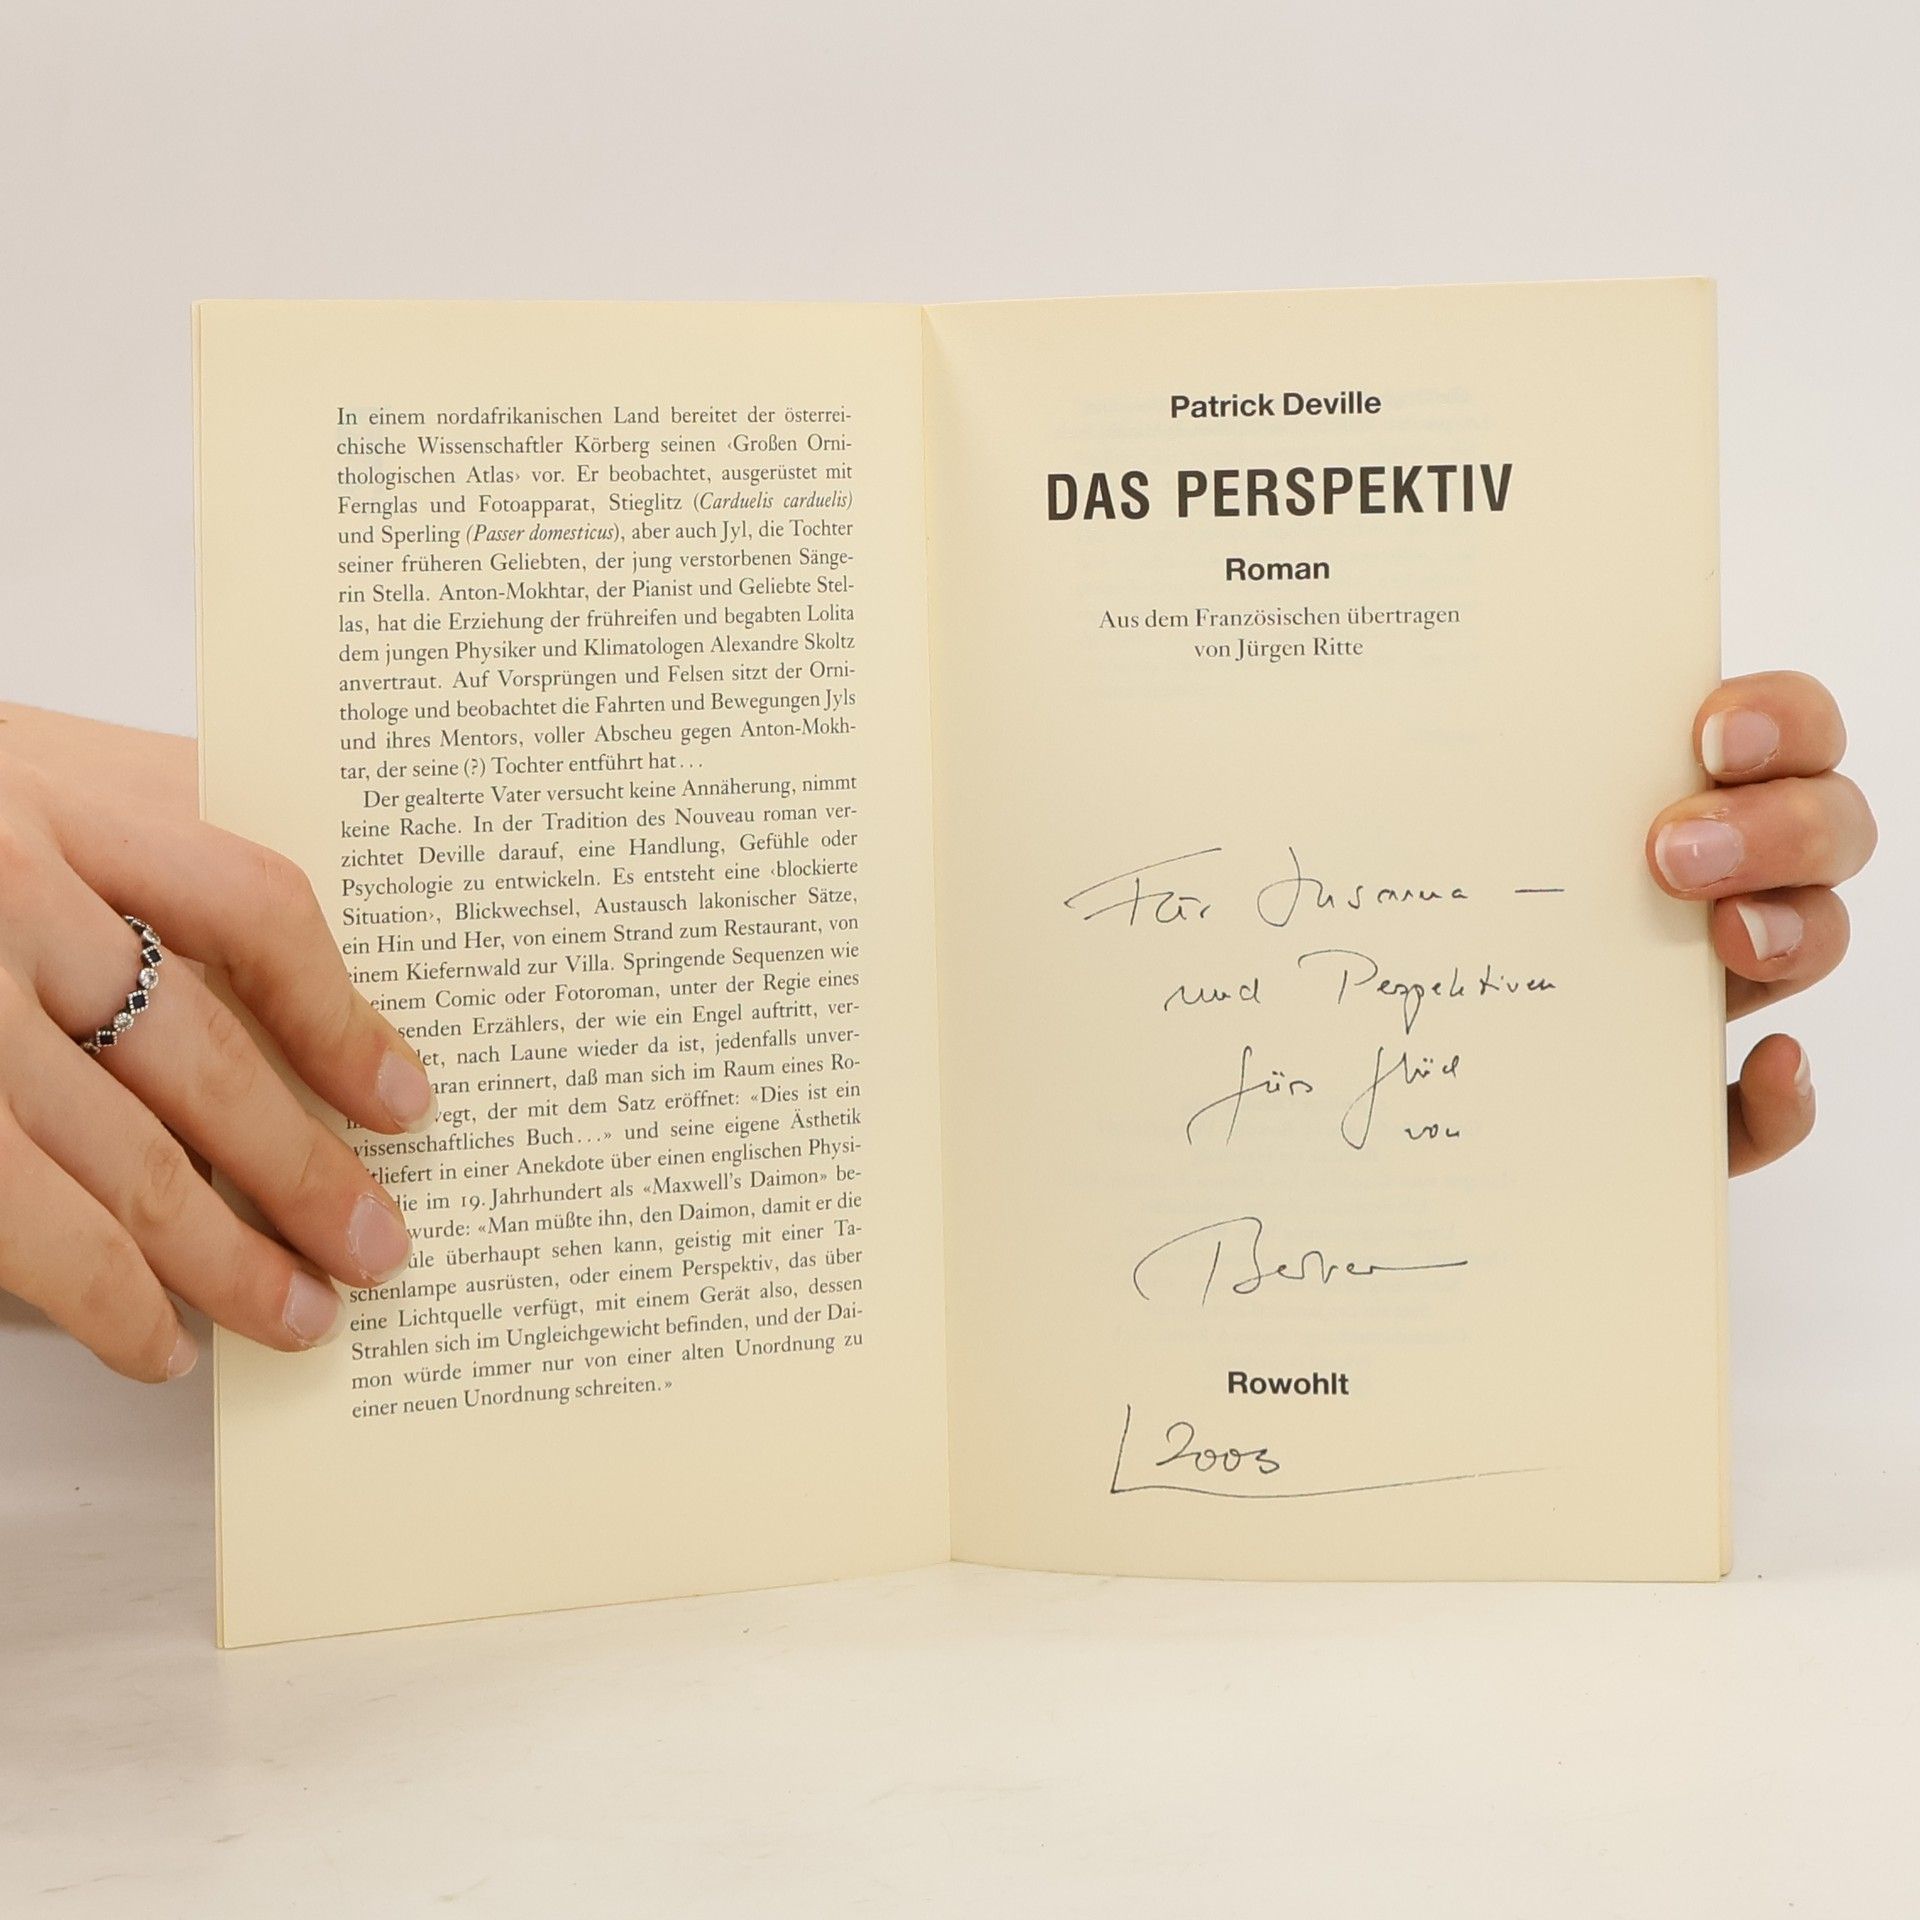 In einem nordafrikanischen Land bereitet der österrei-
chische Wissenschaftler Körberg seinen ‹Großen Orni-
thologischen Atlas› vor. Er beobachtet, ausgerüstet mit
Fernglas und Fotoapparat, Stieglitz (Carduelis carduelis)
und Sperling (Passer domesticus), aber auch Jyl, die Tochter
seiner früheren Geliebten, der jung verstorbenen Sänge-
rin Stella. Anton-Mokhtar, der Pianist und Geliebte Stel-
las, hat die Erziehung der frühreifen und begabten Lolita
dem jungen Physiker und Klimatologen Alexandre Skoltz
anvertraut. Auf Vorsprüngen und Felsen sitzt der Orni-
thologe und beobachtet die Fahrten und Bewegungen Jyls
und ihres Mentors, voller Abscheu gegen Anton-Mokh-
tar, der seine (?) Tochter entführt hat...
Der gealterte Vater versucht keine Annäherung, nimmt
keine Rache. In der Tradition des Nouveau roman ver-
zichtet Deville darauf, eine Handlung, Gefühle oder
Psychologie zu entwickeln. Es entsteht eine ‹blockierte
Situation›, Blickwechsel, Austausch lakonischer Sätze,
ein Hin und Her, von einem Strand zum Restaurant, von
einem Kiefernwald zur Villa. Springende Sequenzen wie
einem Comic oder Fotoroman, unter der Regie eines
senden Erzählers, der wie ein Engel auftritt, ver-
det, nach Laune wieder da ist, jedenfalls unver-
aran erinnert, daß man sich im Raum eines Ro-
wegt, der mit dem Satz eröffnet: «Dies ist ein
wissenschaftliches Buch...» und seine eigene Ästhetik
tliefert in einer Anekdote über einen englischen Physi-
die im 19. Jahrhundert als «Maxwell's Daimon» be-
wurde: «Man müßte ihn, den Daimon, damit er die
üle überhaupt sehen kann, geistig mit einer Ta-
schenlampe ausrüsten, oder einem Perspektiv, das über
eine Lichtquelle verfügt, mit einem Gerät also, dessen
Strahlen sich im Ungleichgewicht befinden, und der Dai-
mon würde immer nur von einer alten Unordnung zu
einer neuen Unordnung schreiten.»
Patrick Deville
DAS PERSPEKTIV
Roman
Aus dem Französischen übertragen
von Jürgen Ritte
Für Susanna –
und Perspektiven
fürs Glück
von
Rowohlt
2003